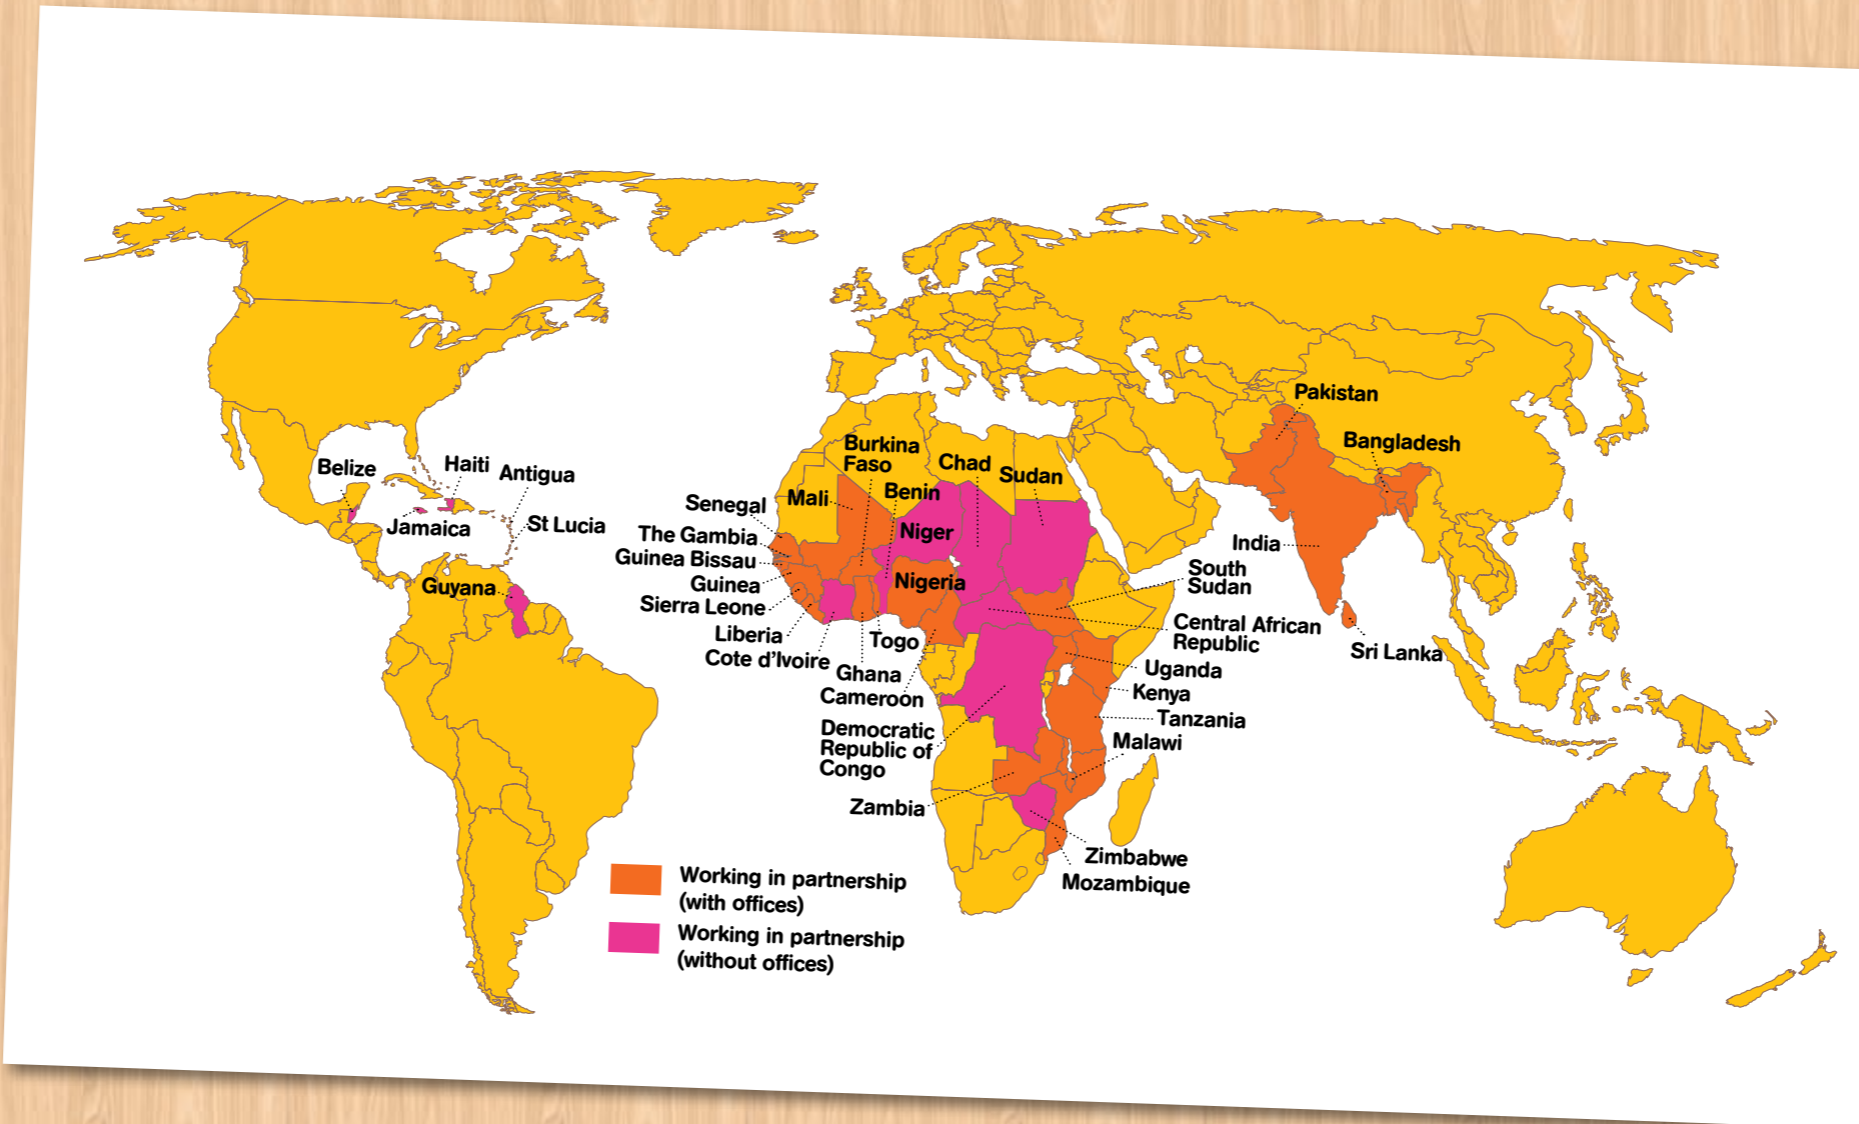 Pakistan
Bangladesh
Burkina
Faso
Chad
Sudan
Belize
Haiti
Antigua
Benin
Mali
Senegal
Jamaica
St Lucia
The Gambia
Niger
India
Guinea Bissau
South
Sudan
Guyana
Guinea
Nigeria
Sierra Leone
Liberia
Togo
Central African
Republic
Cote d'Ivoire
Sri Lanka
Ghana
Uganda
Cameroon
Kenya
Democratic
Republic of
Congo
Tanzania
Malawi
Zambia
Zimbabwe
Mozambique
Working in partnership
(with offices)
Working in partnership
(without offices)